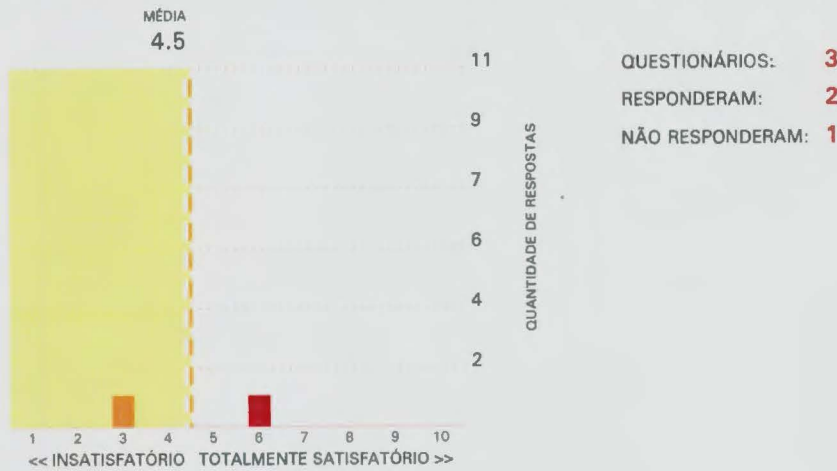 MÉDIA
4.5
11
9
7
6
4
2
QUANTIDADE DE RESPOSTAS
1 2 3 4 5 6 7 8 9 10
<< INSATISFATÓRIO TOTALMENTE SATISFATÓRIO >>
QUESTIONÁRIOS: 3
RESPONDERAM: 2
NÃO RESPONDERAM: 1